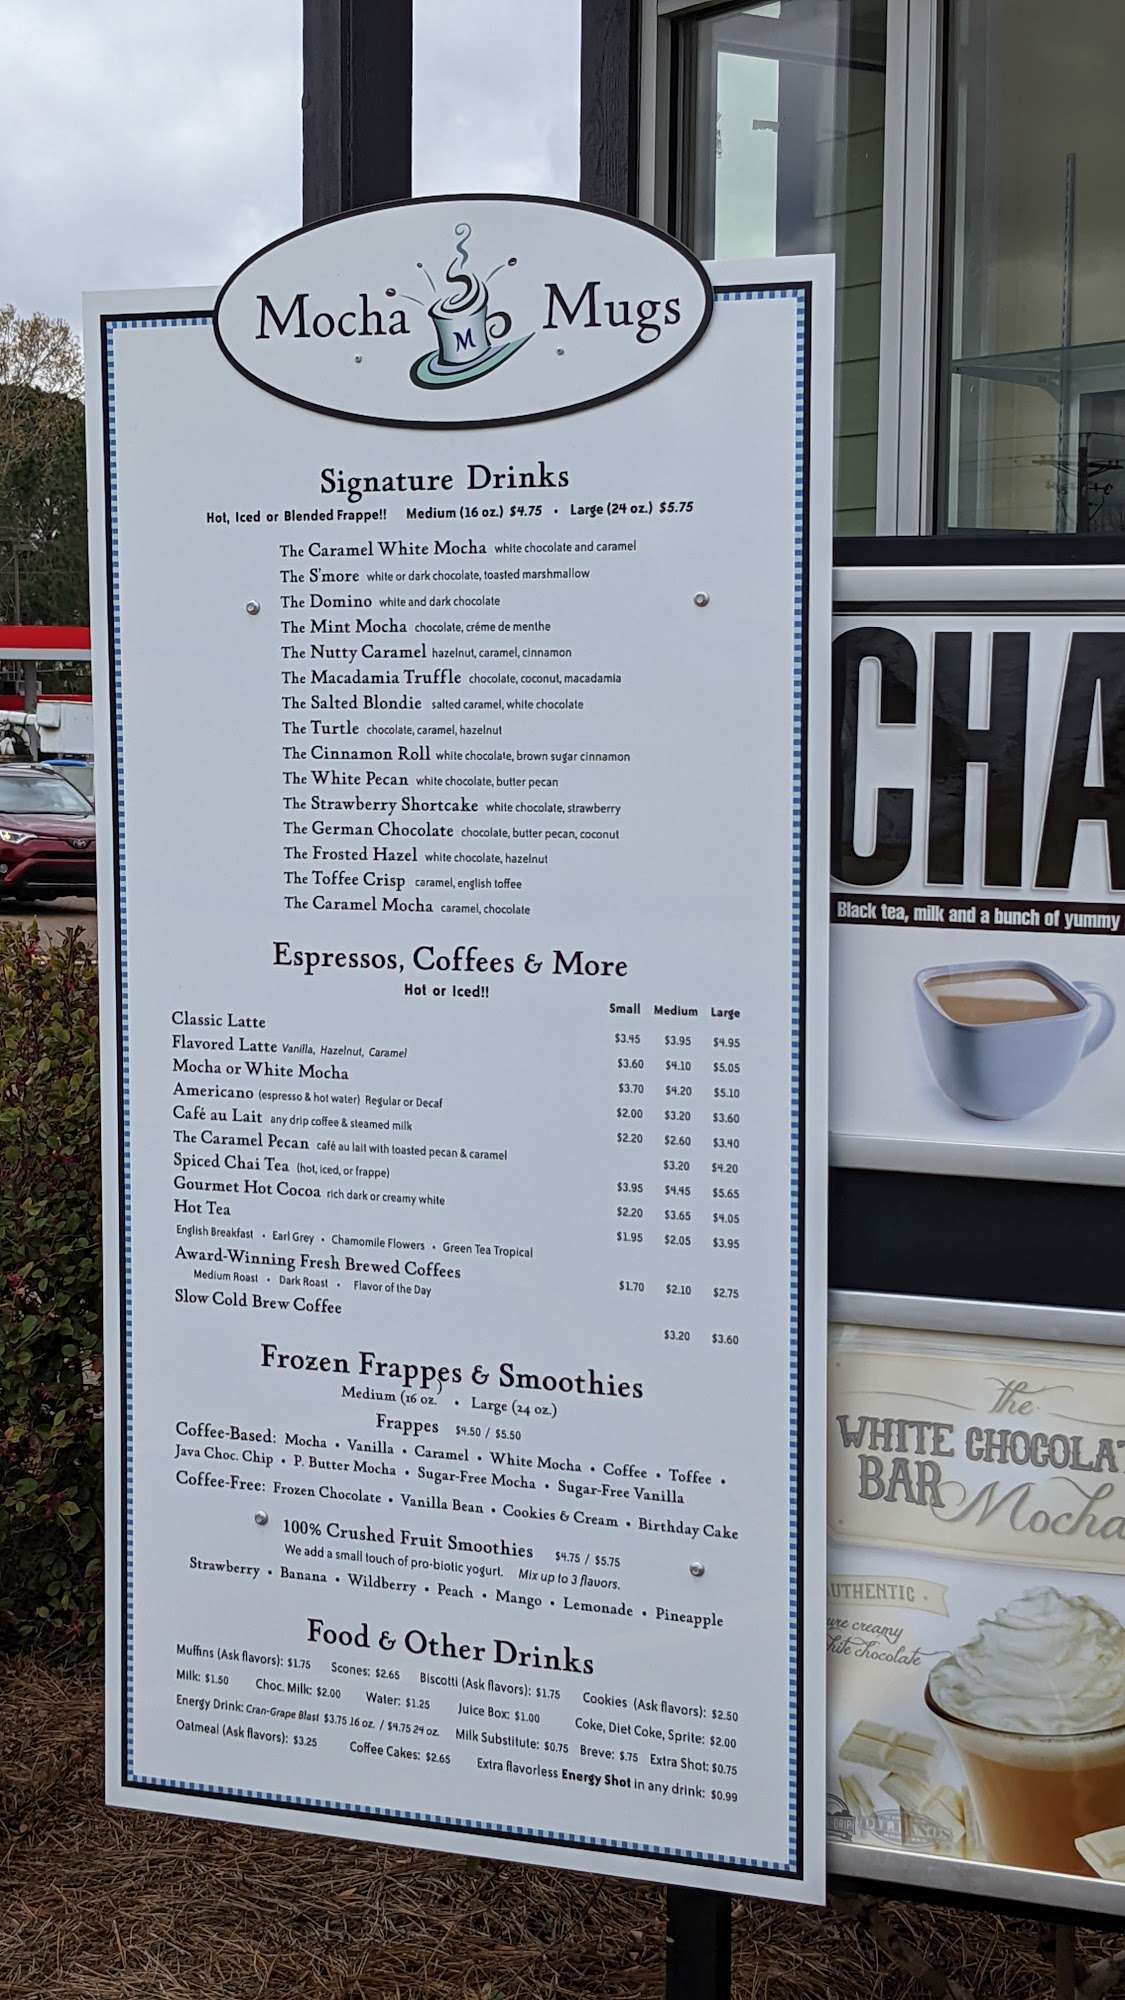 Mocha M Mugs
Signature Drinks
Hot, Iced or Blended Frappe!! Medium (16 oz.) $4.75 • Large (24 oz.) $5.75
The Caramel White Mocha white chocolate and caramel
The S'more white or dark chocolate, toasted marshmallow
The Domino white and dark chocolate
The Mint Mocha chocolate, créme de menthe
The Nutty Caramel hazelnut, caramel, cinnamon
The Macadamia Truffle chocolate, coconut, macadamia
The Salted Blondie salted caramel, white chocolate
The Turtle chocolate, caramel, hazelnut
The Cinnamon Roll white chocolate, brown sugar cinnamon
The White Pecan white chocolate, butter pecan
The Strawberry Shortcake white chocolate, strawberry
The German Chocolate chocolate, butter pecan, coconut
The Frosted Hazel white chocolate, hazelnut
The Toffee Crisp caramel, english toffee
The Caramel Mocha caramel, chocolate
Espressos, Coffees & More
Hot or Iced!!
Small Medium Large
Classic Latte $3.45 $3.95 $4.95
Flavored Latte Vanilla, Hazelnut, Caramel $3.60 $4.10 $5.05
Mocha or White Mocha $3.70 $4.20 $5.10
Americano (espresso & hot water) Regular or Decaf $2.00 $3.20 $3.60
Café au Lait any drip coffee & steamed milk $2.20 $2.60 $3.40
The Caramel Pecan café au lait with toasted pecan & caramel $3.20 $4.20
Spiced Chai Tea (hot, iced, or frappe) $3.95 $4.45 $5.65
Gourmet Hot Cocoa rich dark or creamy white $2.20 $3.65 $4.05
Hot Tea $1.95 $2.05 $3.95
English Breakfast • Earl Grey • Chamomile Flowers • Green Tea Tropical
Award-Winning Fresh Brewed Coffees $1.70 $2.10 $2.75
Medium Roast • Dark Roast • Flavor of the Day
Slow Cold Brew Coffee $3.20 $3.60
Frozen Frappes & Smoothies
Medium (16 oz.) • Large (24 oz.)
Frappes $4.50 / $5.50
Coffee-Based: Mocha • Vanilla • Caramel • White Mocha • Coffee • Toffee •
Java Choc. Chip • P. Butter Mocha • Sugar-Free Mocha • Sugar-Free Vanilla
Coffee-Free: Frozen Chocolate • Vanilla Bean • Cookies & Cream • Birthday Cake
100% Crushed Fruit Smoothies $4.75 / $5.75
We add a small touch of pro-biotic yogurt. Mix up to 3 flavors.
Strawberry • Banana • Wildberry • Peach • Mango • Lemonade • Pineapple
Food & Other Drinks
Muffins (Ask flavors): $1.75 Scones: $2.65 Biscotti (Ask flavors): $1.75 Cookies (Ask flavors): $2.50
Milk: $1.50 Choc. Milk: $2.00 Water: $1.25 Juice Box: $1.00 Coke, Diet Coke, Sprite: $2.00
Energy Drink: Cran-Grape Blast $3.75 16 oz. / $4.75 24 oz. Milk Substitute: $0.75 Breve: $.75 Extra Shot: $0.75
Oatmeal (Ask flavors): $3.25 Coffee Cakes: $2.65 Extra flavorless Energy Shot in any drink: $0.99
CHA
Black tea, milk and a bunch of yummy
The
WHITE CHOCOLAT
BAR Mocha
UTHENTIC
ure creamy
hite chocolate